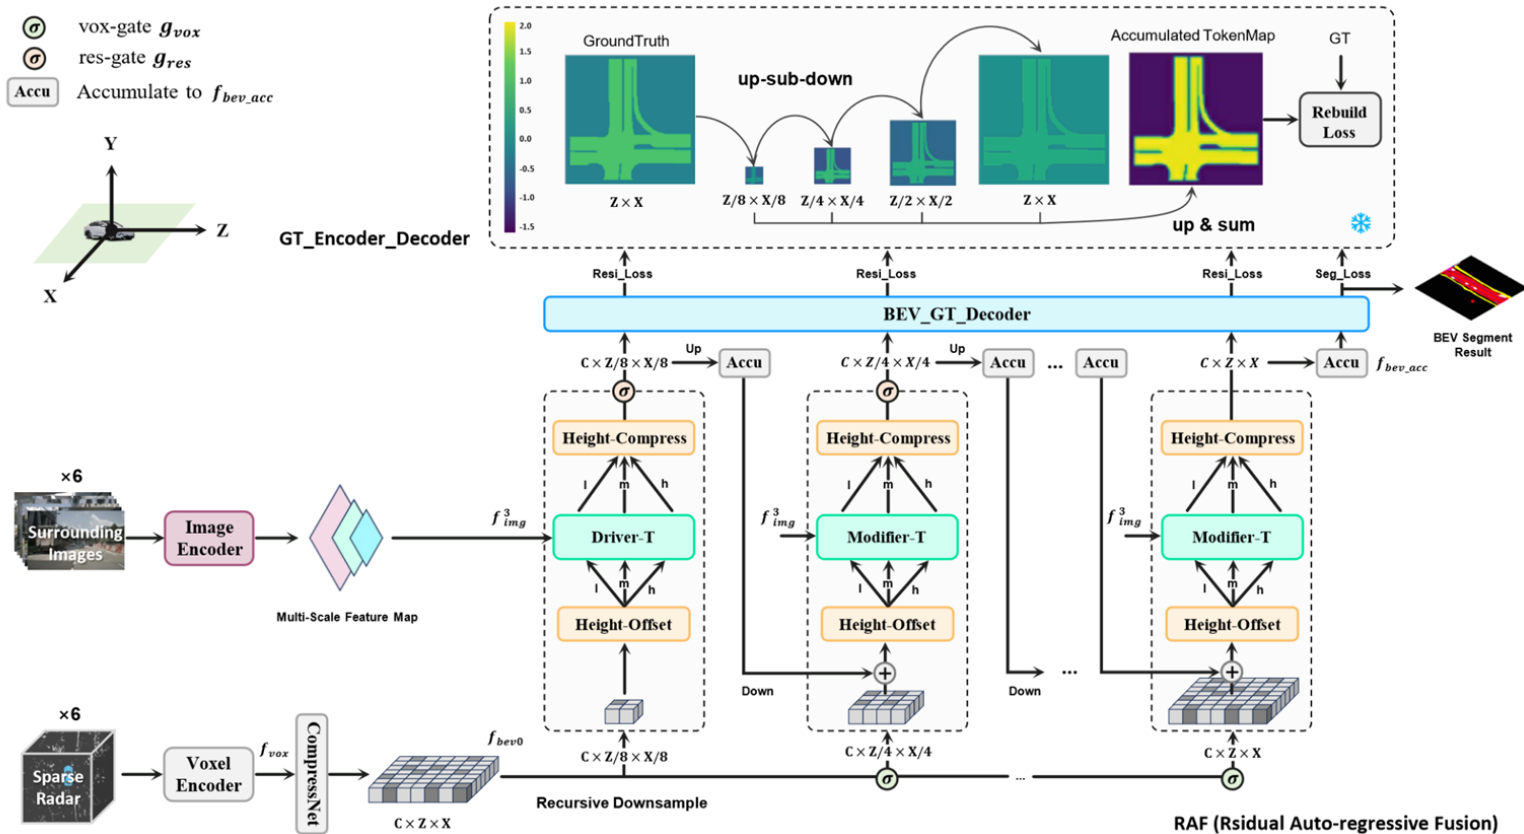 σ vox-gate g_vox
σ res-gate g_res
Accu Accumulate to f_bev_acc
Y
Z
X
GT_Encoder_Decoder
2.0
1.5
1.0
0.5
0.0
-0.5
-1.0
-1.5
GroundTruth
up-sub-down
Accumulated TokenMap
GT
Rebuild
Loss
Z × X
Z/8 × X/8
Z/4 × X/4
Z/2 × X/2
Z × X
up & sum
Resi_Loss
Resi_Loss
Resi_Loss
Seg_Loss
BEV_GT_Decoder
BEV Segment
Result
C × Z/8 × X/8
Up
Accu
C × Z/4 × X/4
Up
Accu
...
Accu
C × Z × X
Accu
f_bev_acc
σ
σ
Height-Compress
Height-Compress
Height-Compress
l m h
l m h
l m h
×6
Surrounding
Images
Image
Encoder
Multi-Scale Feature Map
f³_img
Driver-T
f³_img
Modifier-T
f³_img
Modifier-T
l m h
l m h
l m h
Height-Offset
Height-Offset
Height-Offset
+
+
Down
Down
...
×6
Sparse
Radar
Voxel
Encoder
f_vox
CompressNet
f_bev0
C × Z × X
C × Z/8 × X/8
C × Z/4 × X/4
C × Z × X
σ
...
σ
Recursive Downsample
RAF (Rsidual Auto-regressive Fusion)